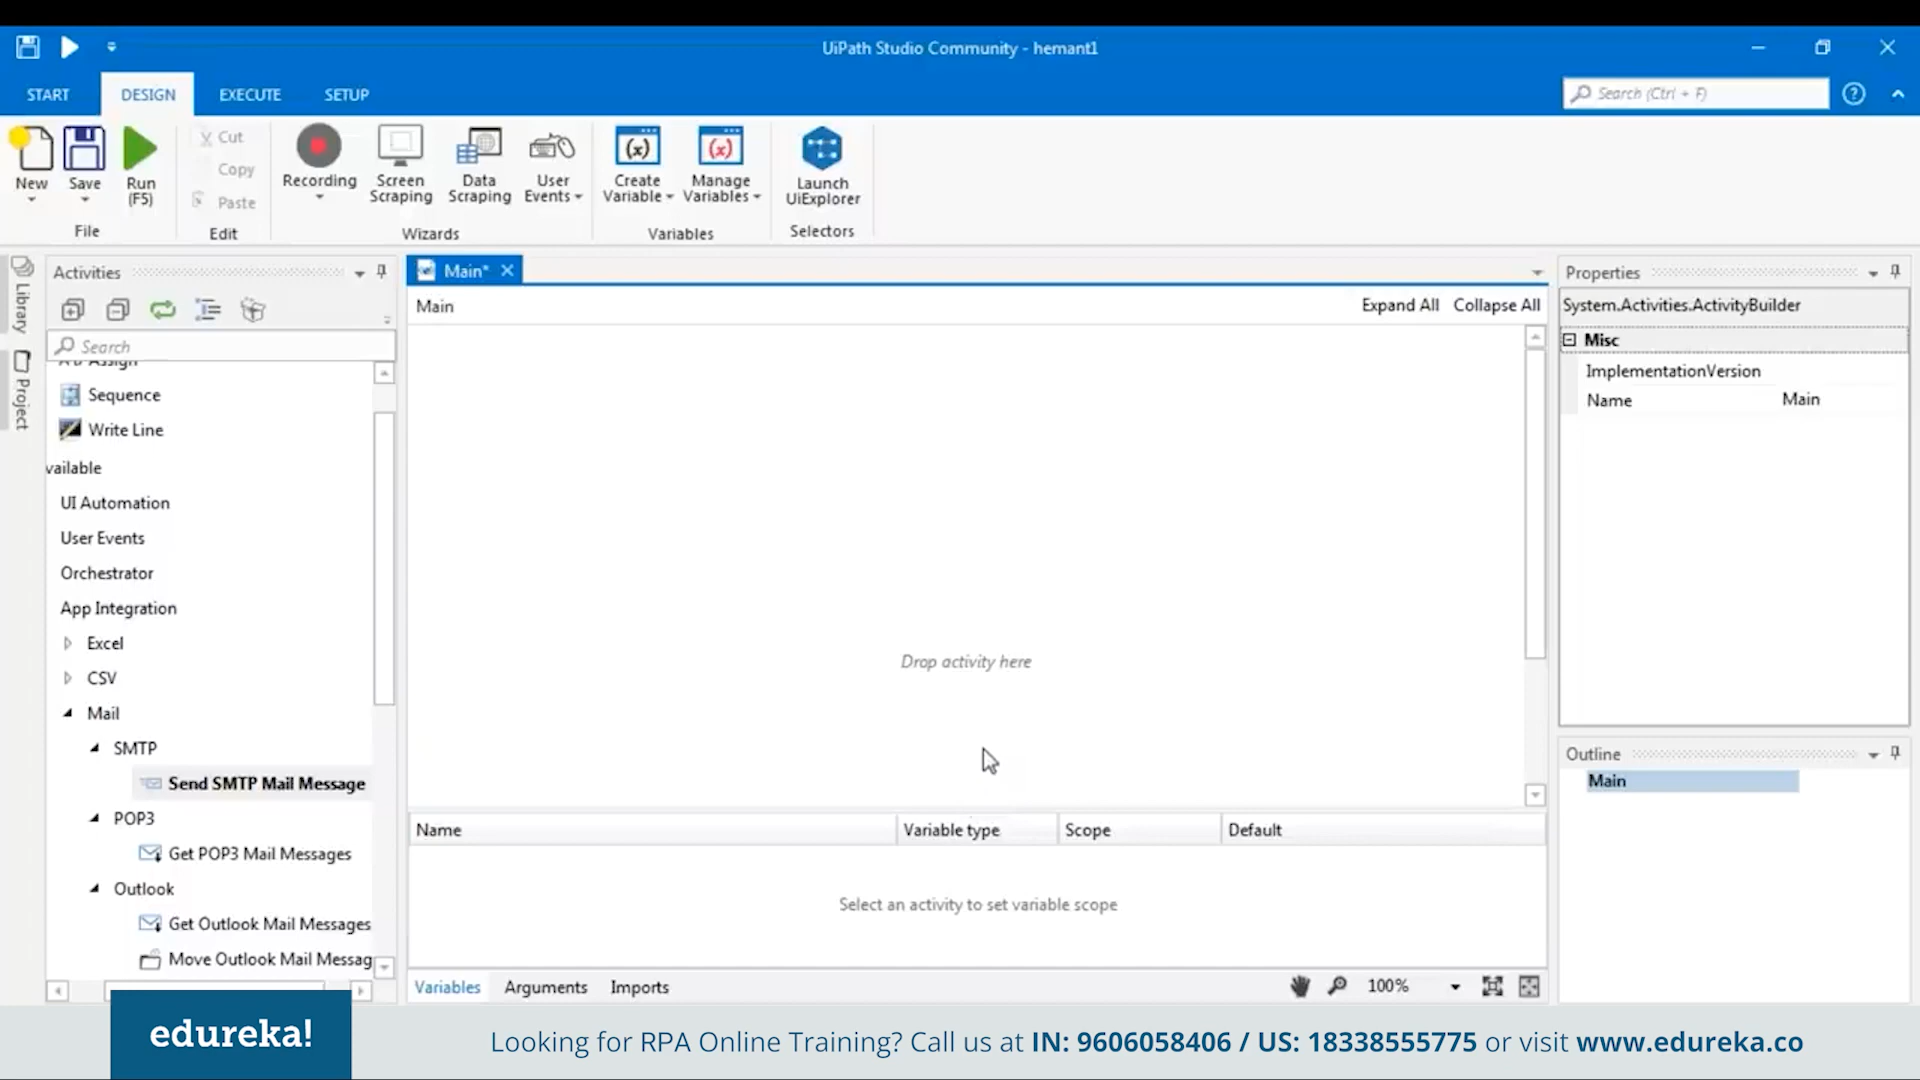 UiPath Studio Community - hemant1
START DESIGN EXECUTE SETUP
Search (Ctrl + F)
New
Save
Run
(F5)
File
Cut
Copy
Paste
Edit
Recording
Screen
Scraping
Data
Scraping
User
Events
Wizards
Create
Variable
Manage
Variables
Variables
Launch
UiExplorer
Selectors
Library
Project
Activities
Search
Assign
Sequence
Write Line
vailable
UI Automation
User Events
Orchestrator
App Integration
Excel
CSV
Mail
SMTP
Send SMTP Mail Message
POP3
Get POP3 Mail Messages
Outlook
Get Outlook Mail Messages
Move Outlook Mail Messag
Main*
Main
Expand All Collapse All
Drop activity here
Name Variable type Scope Default
Select an activity to set variable scope
Variables Arguments Imports
100%
Properties
System.Activities.ActivityBuilder
Misc
ImplementationVersion
Name Main
Outline
Main
edureka!
Looking for RPA Online Training? Call us at IN: 9606058406 / US: 18338555775 or visit www.edureka.co